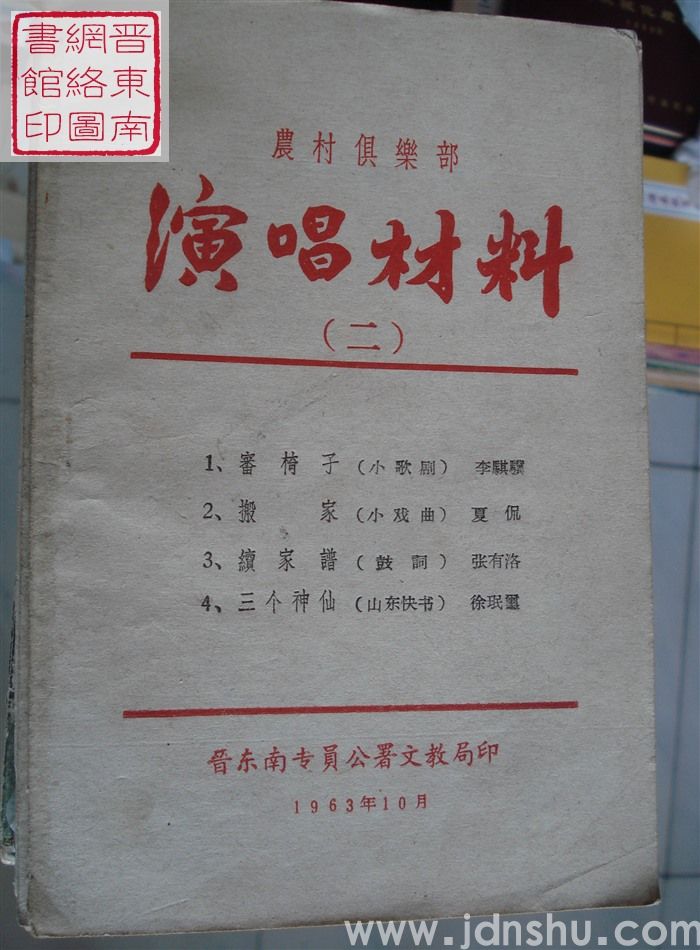 晋東南
網絡圖
書館印
農村俱樂部
演唱材料
（二）
1、審椅子（小歌剧）李騏驥
2、搬家（小戏曲）夏侃
3、續家譜（鼓詞）张有洛
4、三个神仙（山东快书）徐珉璽
晋东南专員公署文教局印
1963年10月
www.jdnshu.com